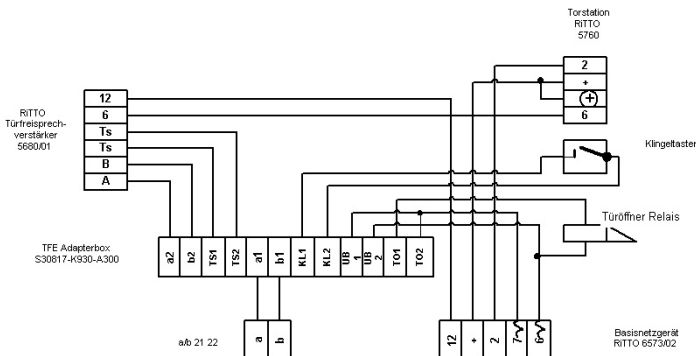 Torstation
RiTTO
5760
2
+
+
6
RiTTO
Türfreisprech-
verstärker
5680/01
12
6
Ts
Ts
B
A
Klingeltaster
Türöffner Relais
TFE Adapterbox
S30817-K930-A300
a2
b2
TS1
TS2
a1
b1
KL1
KL2
UB
1
UB
2
TO1
TO2
a/b 21 22
a
b
12
+
2
7
6
Basisnetzgerät
RiTTO 6573/02